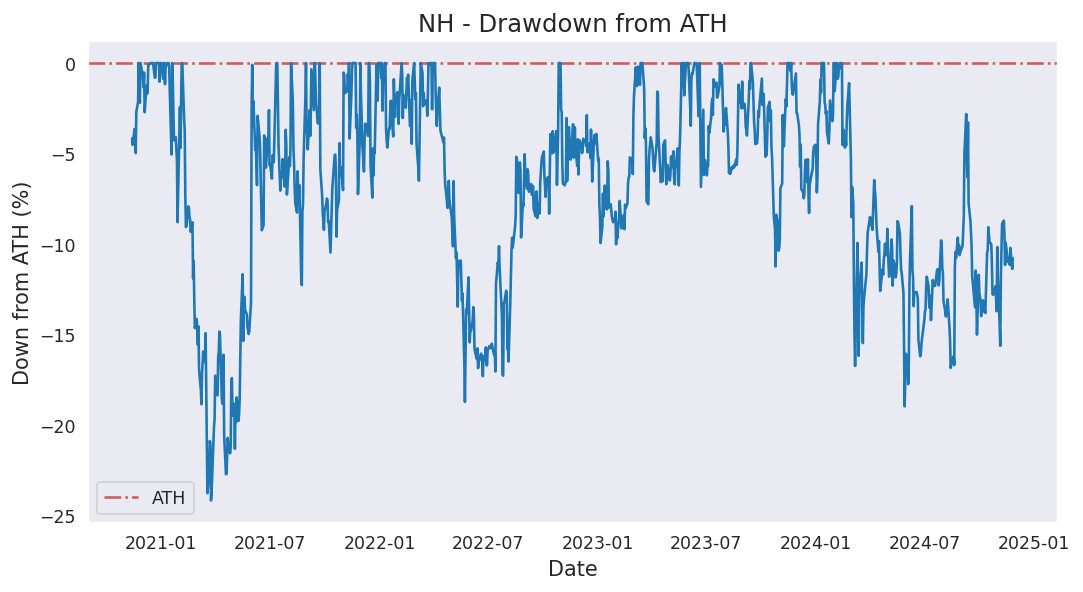 NH - Drawdown from ATH
Down from ATH (%)
0
−5
−10
−15
−20
−25
ATH
2021-01 2021-07 2022-01 2022-07 2023-01 2023-07 2024-01 2024-07 2025-01
Date